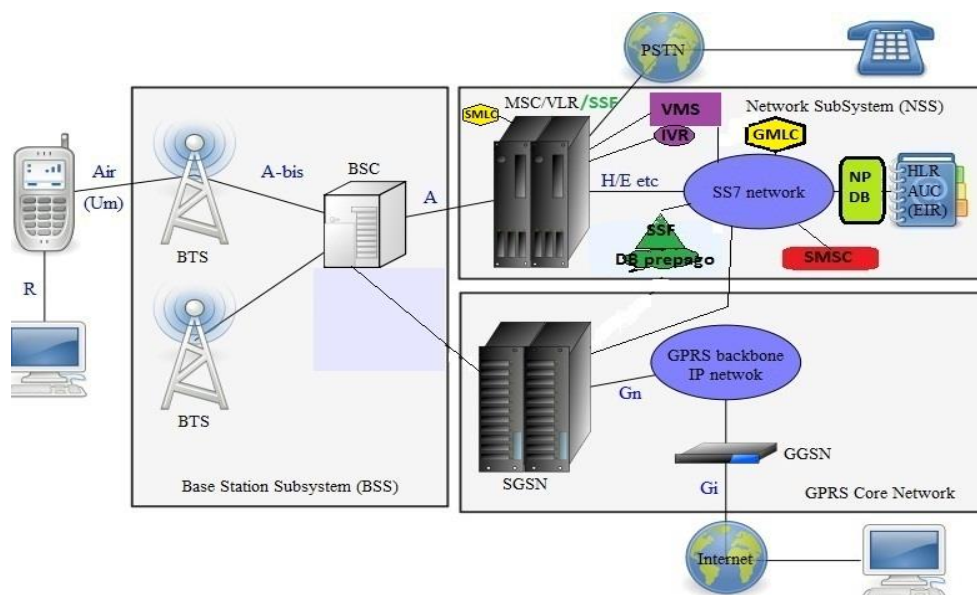 PSTN
MSC/VLR/SSF
SMLC
VMS
IVR
Network SubSystem (NSS)
GMLC
Air
(Um)
A-bis
BSC
A
H/E etc
SS7 network
NP
DB
HLR
AUC
(EIR)
BTS
SSF
DB prepago
SMSC
R
BTS
GPRS backbone
IP netwok
Gn
SGSN
GGSN
Gi
Base Station Subsystem (BSS)
GPRS Core Network
Internet